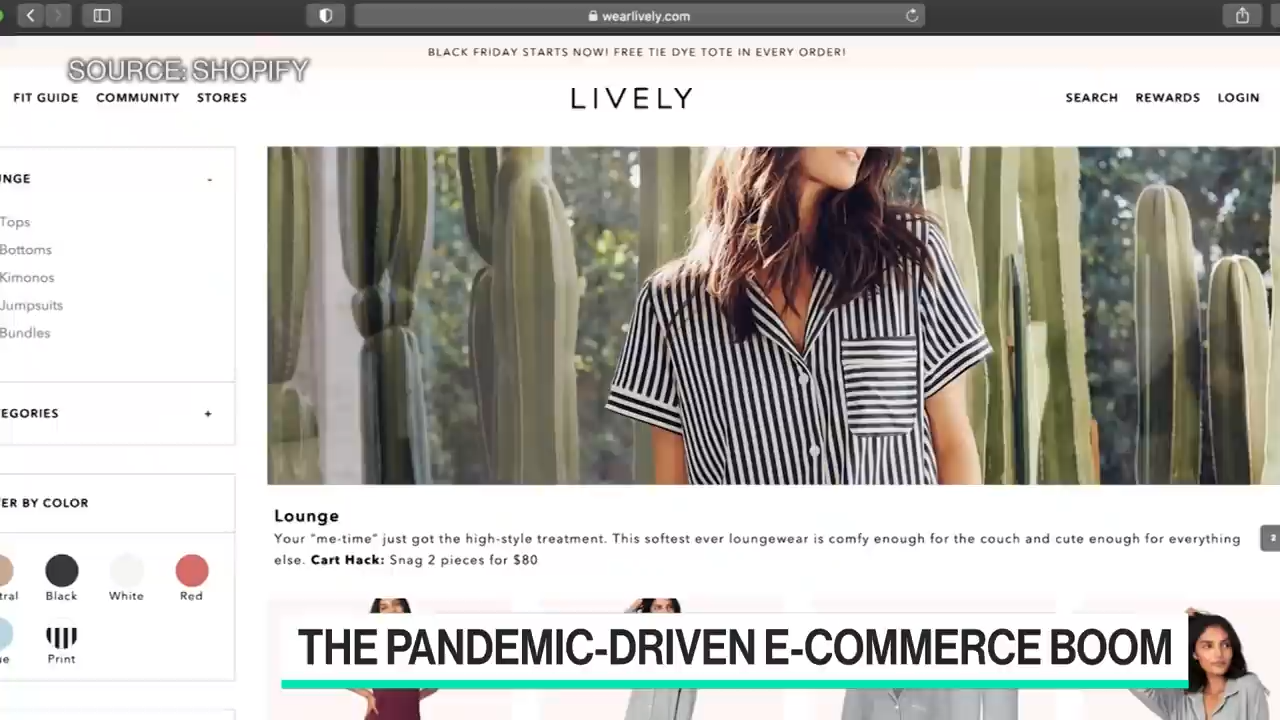 wearlively.com
BLACK FRIDAY STARTS NOW! FREE TIE DYE TOTE IN EVERY ORDER!
SOURCE: SHOPIFY
FIT GUIDE COMMUNITY STORES
LIVELY
SEARCH REWARDS LOGIN
UNGE -
Tops
Bottoms
Kimonos
Jumpsuits
Bundles
EGORIES +
ER BY COLOR
tral Black White Red
e Print
Lounge
Your "me-time" just got the high-style treatment. This softest ever loungewear is comfy enough for the couch and cute enough for everything
else. Cart Hack: Snag 2 pieces for $80
2
THE PANDEMIC-DRIVEN E-COMMERCE BOOM